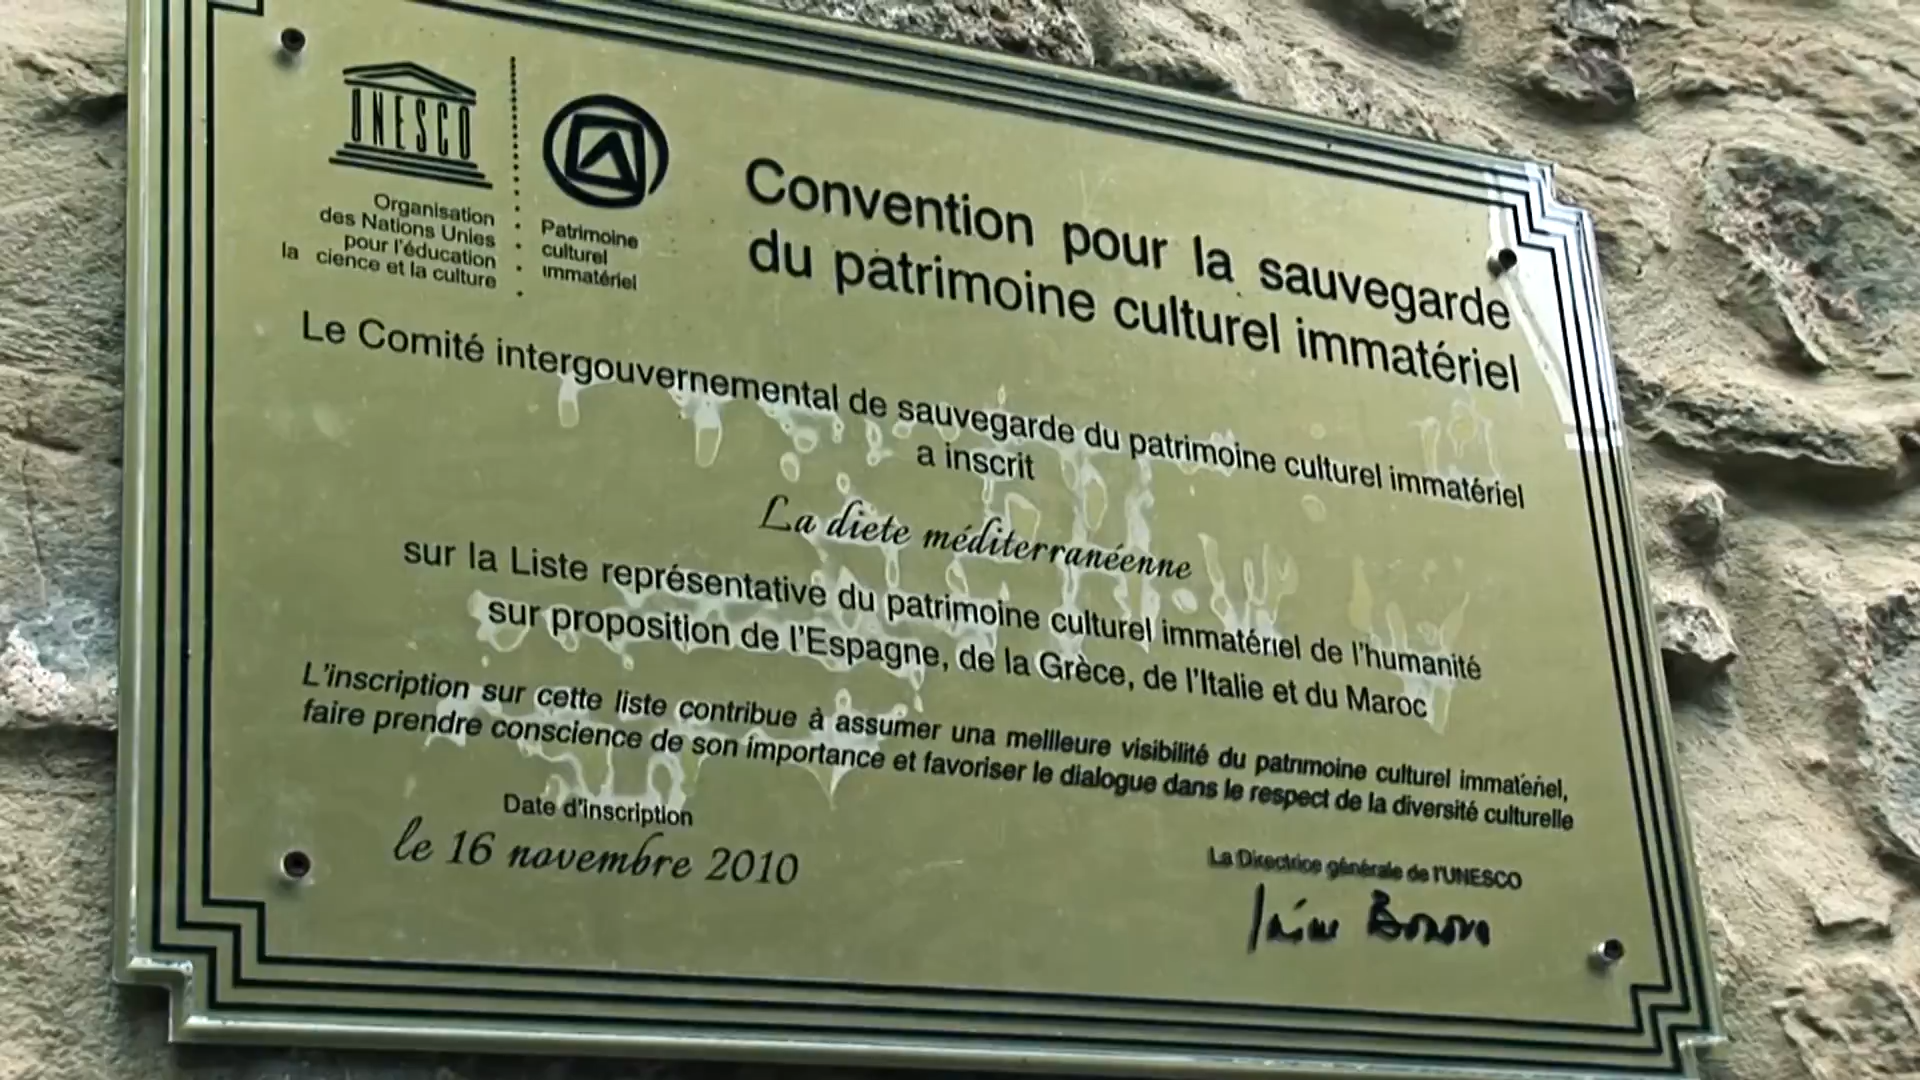 UNESCO
Organisation
des Nations Unies
pour l'éducation
la cience et la culture
Patrimoine
culturel
immatériel
Convention pour la sauvegarde
du patrimoine culturel immatériel
Le Comité intergouvernemental de sauvegarde du patrimoine culturel immatériel
a inscrit
La diete méditerranéenne
sur la Liste représentative du patrimoine culturel immatériel de l'humanité
sur proposition de l'Espagne, de la Grèce, de l'Italie et du Maroc
L'inscription sur cette liste contribue à assumer una mellleure visibilité du patrimoine culturel immatériel,
faire prendre conscience de son importance et favoriser le dialogue dans le respect de la diversité culturelle
Date d'inscription
le 16 novembre 2010
La Directrice générale de l'UNESCO